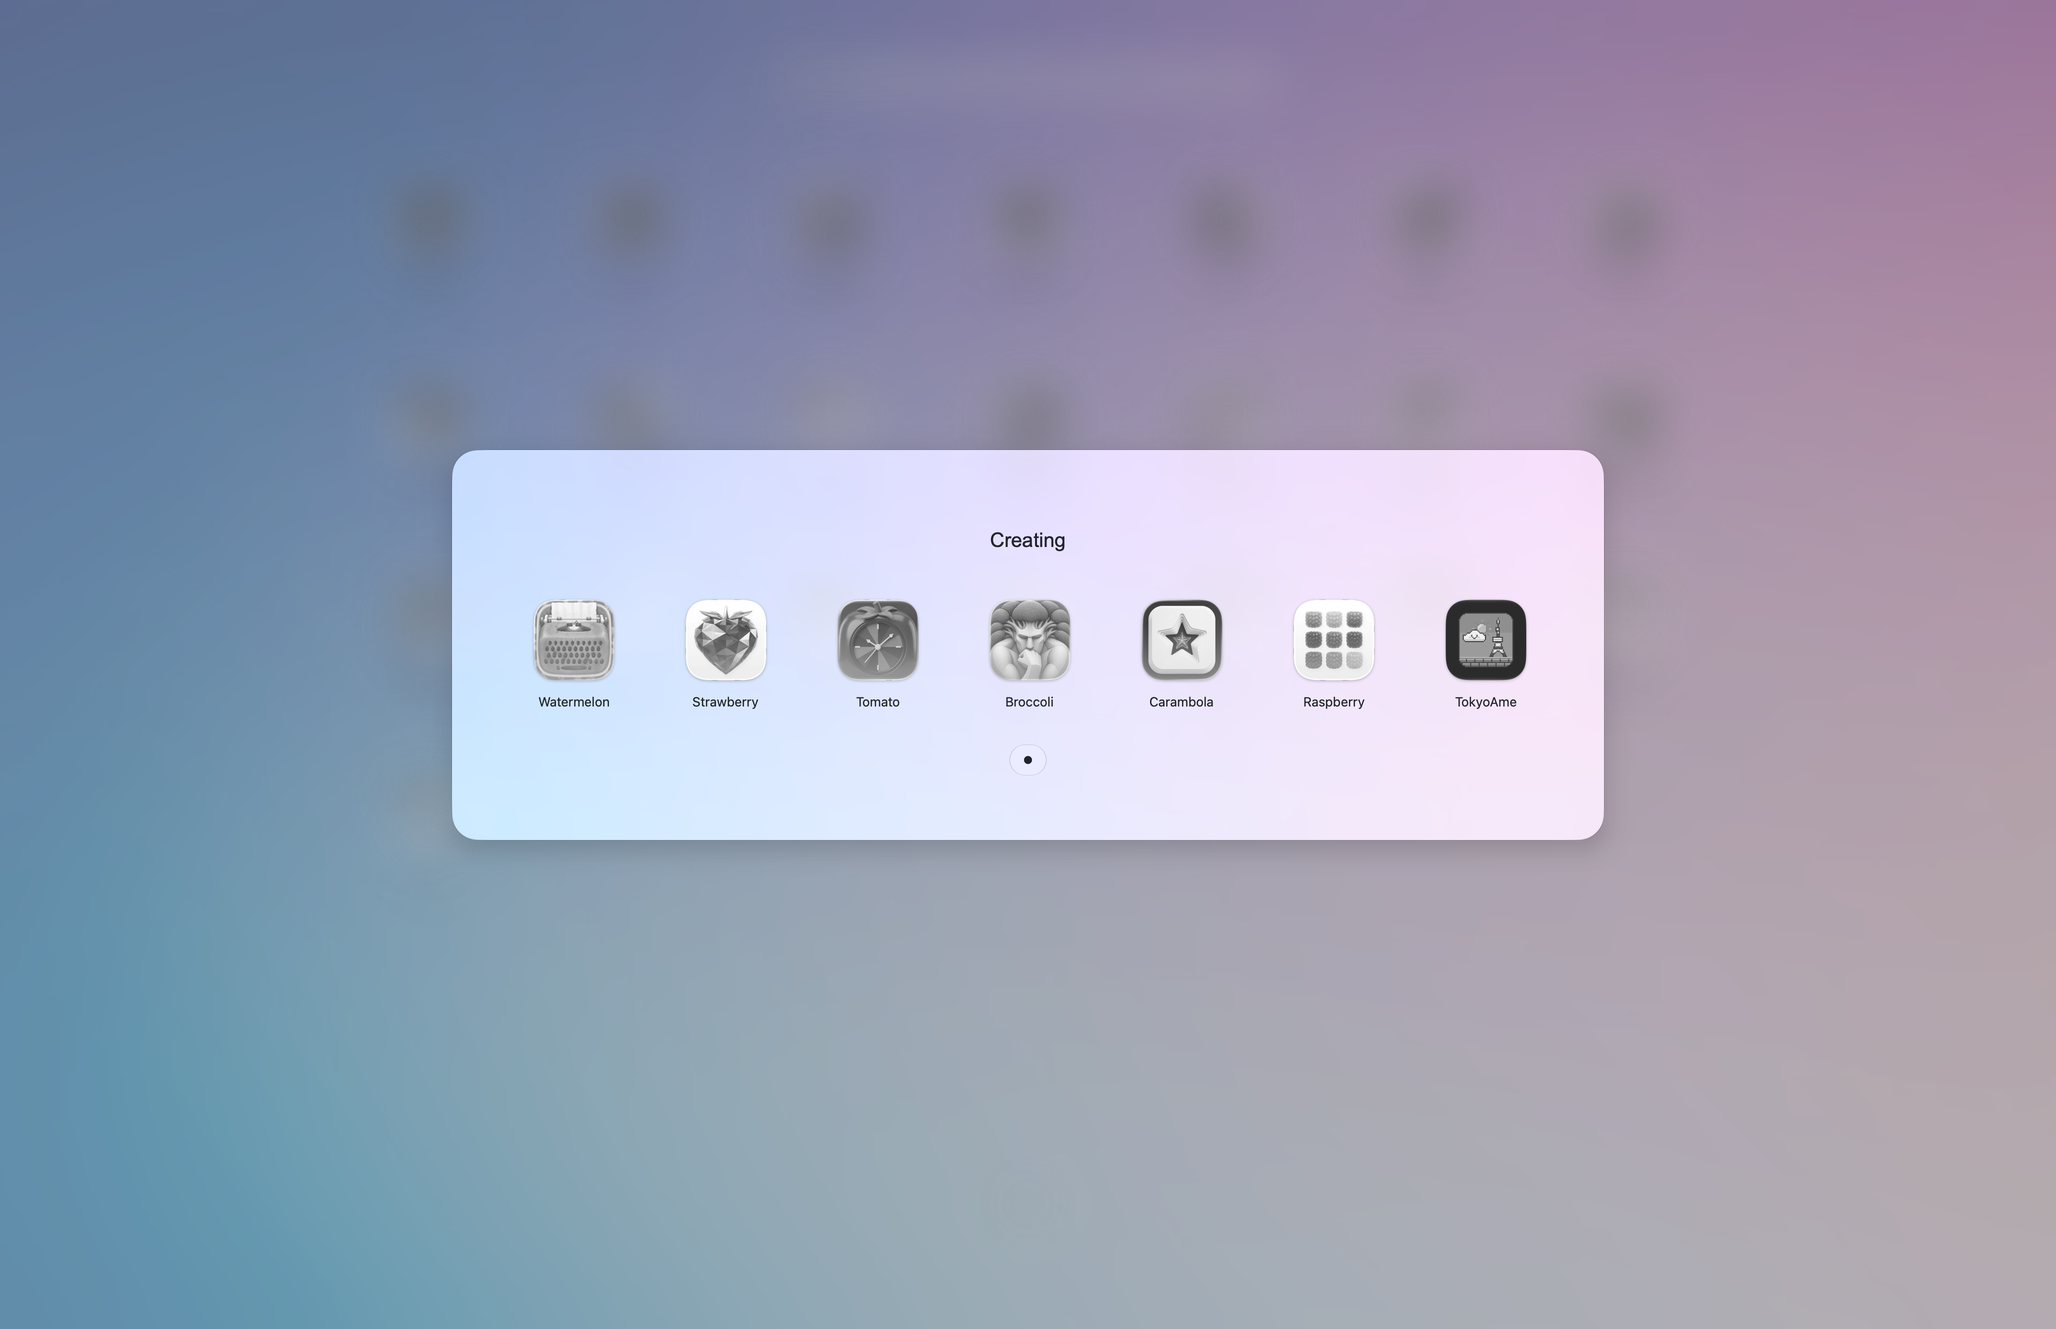 Creating
Watermelon
Strawberry
Tomato
Broccoli
Carambola
Raspberry
TokyoAme